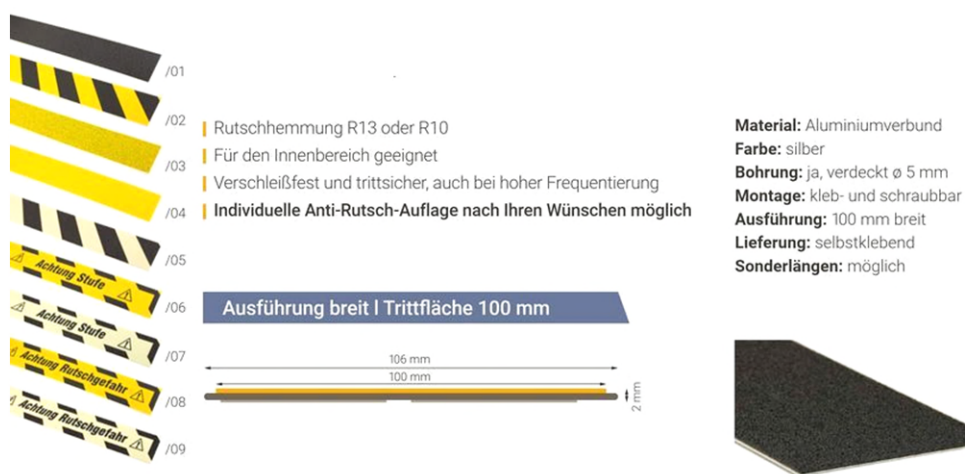 /01
/02
/03
/04
/05
Achtung Stufe
/06
Achtung Stufe
/07
Achtung Rutschgefahr
/08
Achtung Rutschgefahr
/09
Rutschhemmung R13 oder R10
Für den Innenbereich geeignet
Verschleißfest und trittsicher, auch bei hoher Frequentierung
Individuelle Anti-Rutsch-Auflage nach Ihren Wünschen möglich
Ausführung breit l Trittfläche 100 mm
106 mm
100 mm
2 mm
Material: Aluminiumverbund
Farbe: silber
Bohrung: ja, verdeckt ø 5 mm
Montage: kleb- und schraubbar
Ausführung: 100 mm breit
Lieferung: selbstklebend
Sonderlängen: möglich